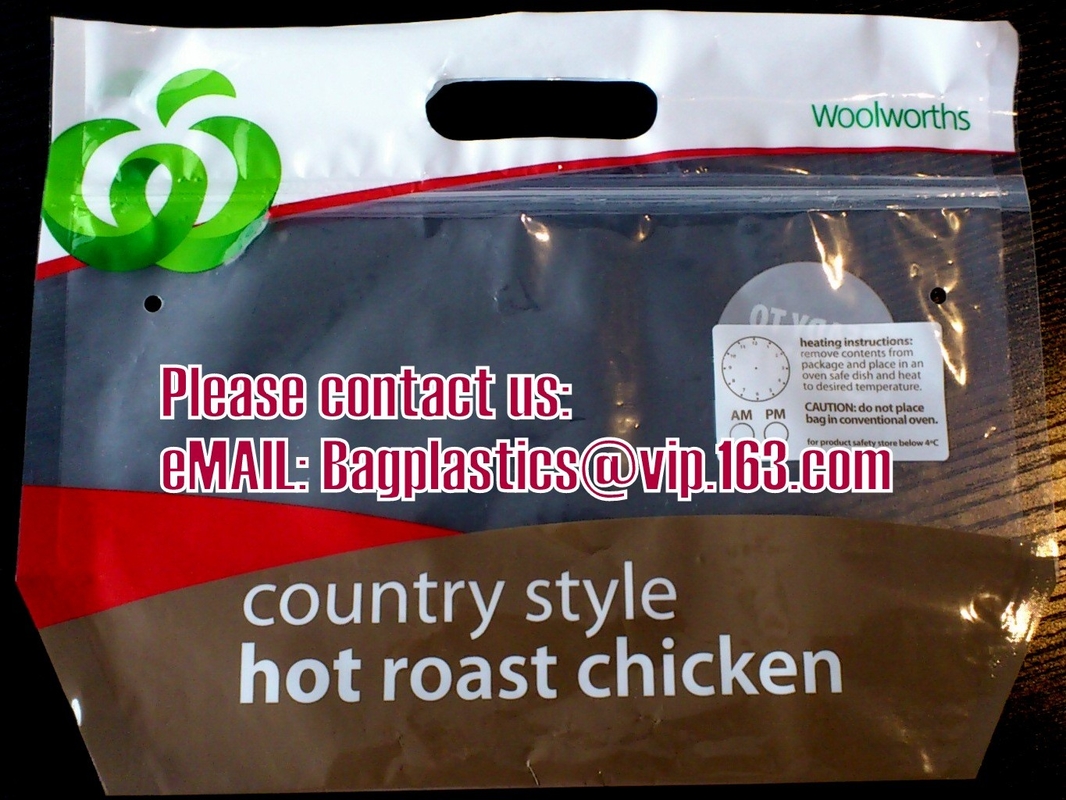 Woolworths
heating instructions:
remove contents from
package and place in an
oven safe dish and heat
to desired temperature.
AM PM
CAUTION: do not place
bag in conventional oven.
for product safety store below 4°C
Please contact us:
eMAIL: Bagplastics@vip.163.com
country style
hot roast chicken